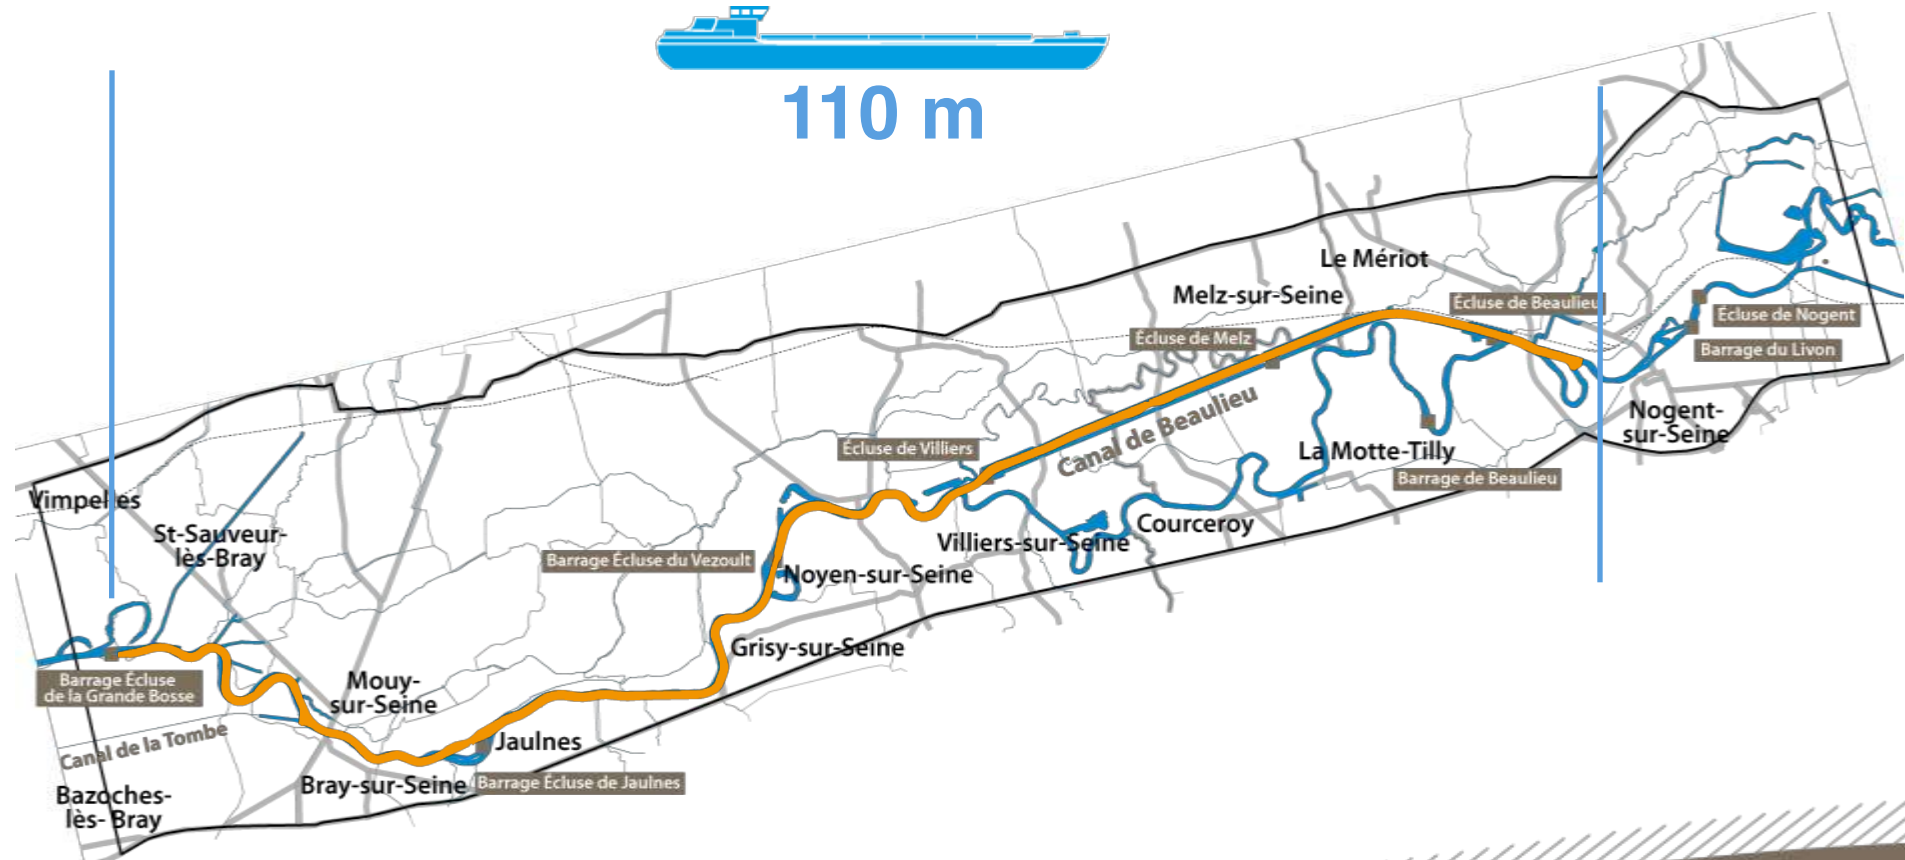 110 m
Le Mériot
Melz-sur-Seine
Écluse de Beaulieu
Écluse de Nogent
Écluse de Melz
Barrage du Livon
Canal de Beaulieu
Nogent-
sur-Seine
Écluse de Villiers
La Motte-Tilly
Barrage de Beaulieu
Vimpelles
St-Sauveur-
lès-Bray
Courceroy
Villiers-sur-Seine
Barrage Écluse du Vezoult
Noyen-sur-Seine
Grisy-sur-Seine
Barrage Écluse
de la Grande Bosse
Mouy-
sur-Seine
Canal de la Tombe
Jaulnes
Bray-sur-Seine
Barrage Écluse de Jaulnes
Bazoches-
lès- Bray